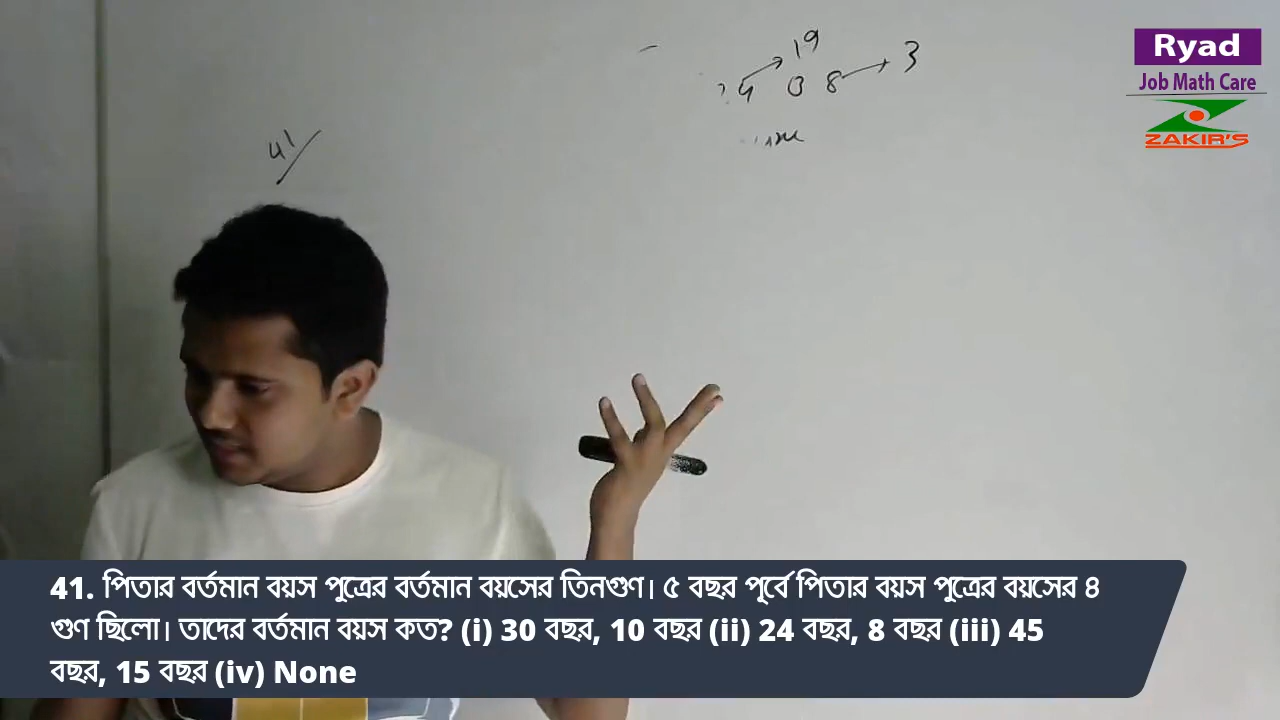 19
4 0 8 3
41
Ryad
Job Math Care
ZAKIR'S
41. পিতার বর্তমান বয়স পুত্রের বর্তমান বয়সের তিনগুণ। ৫ বছর পূর্বে পিতার বয়স পুত্রের বয়সের ৪
গুণ ছিলো। তাদের বর্তমান বয়স কত? (i) 30 বছর, 10 বছর (ii) 24 বছর, 8 বছর (iii) 45
বছর, 15 বছর (iv) None